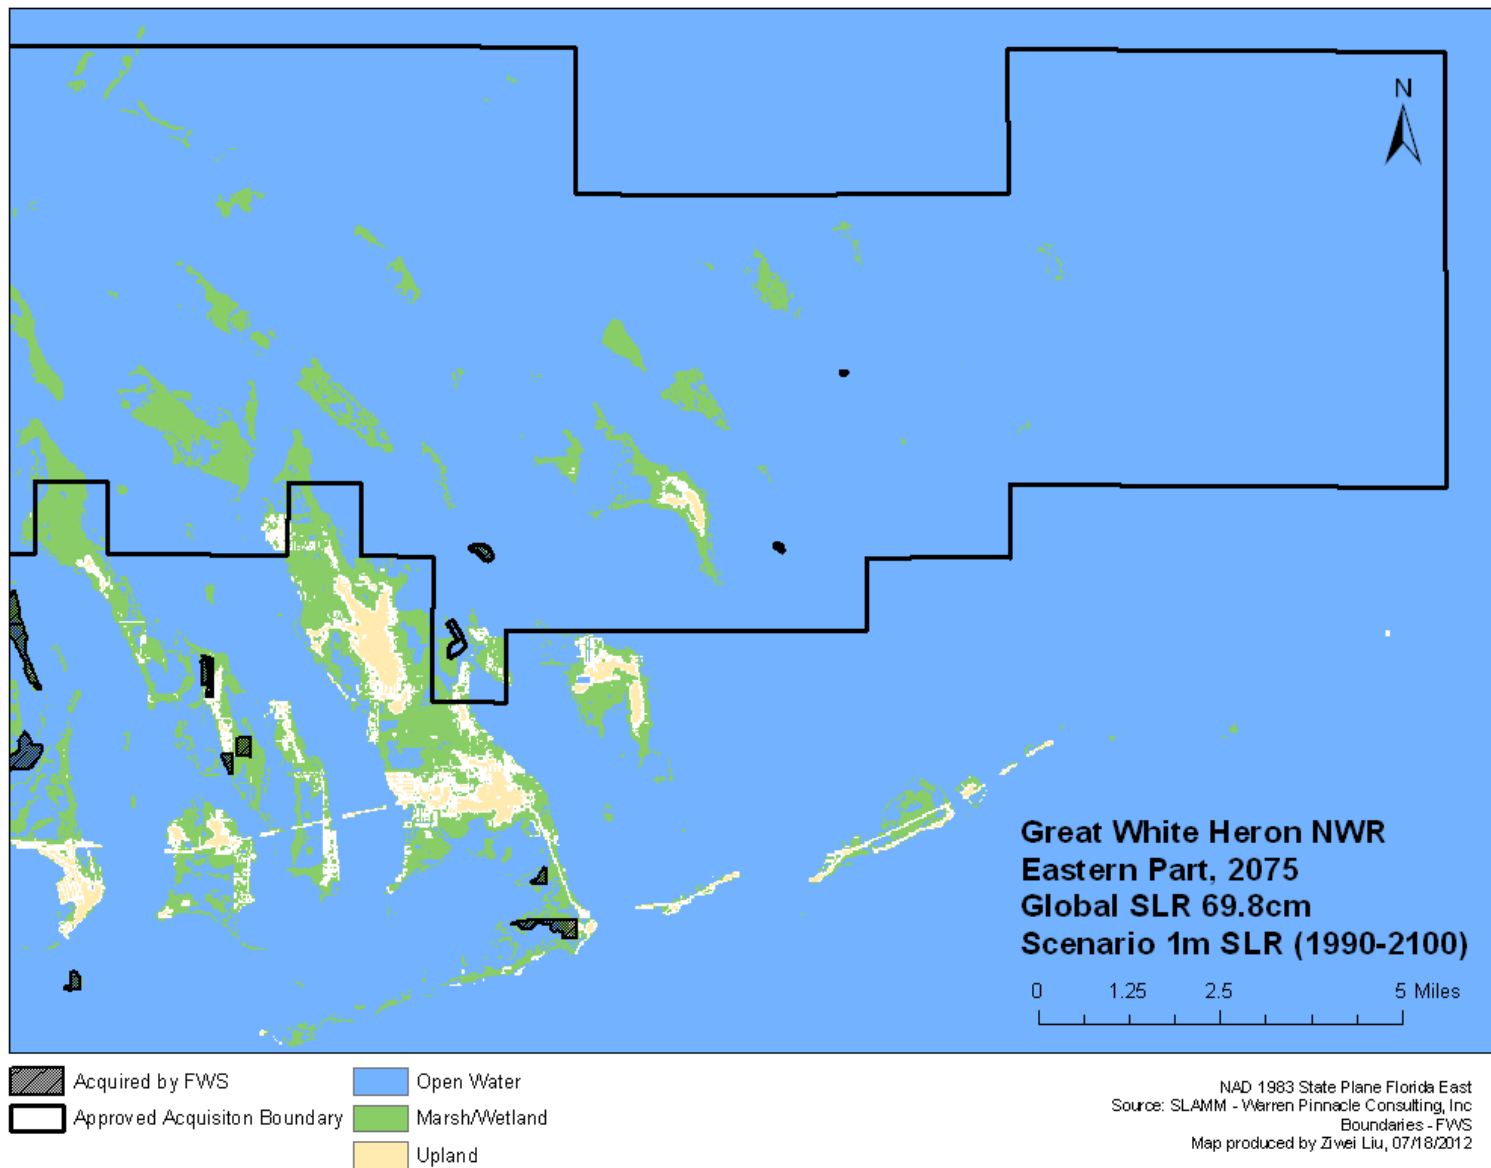 N
Great White Heron NWR
Eastern Part, 2075
Global SLR 69.8cm
Scenario 1m SLR (1990-2100)
0 1.25 2.5 5 Miles
Acquired by FWS
Approved Acquisiton Boundary
Open Water
Marsh/Wetland
Upland
NAD 1983 State Plane Florida East
Source: SLAMM - Warren Pinnacle Consulting, Inc
Boundaries - FWS
Map produced by Ziwei Liu, 07/18/2012